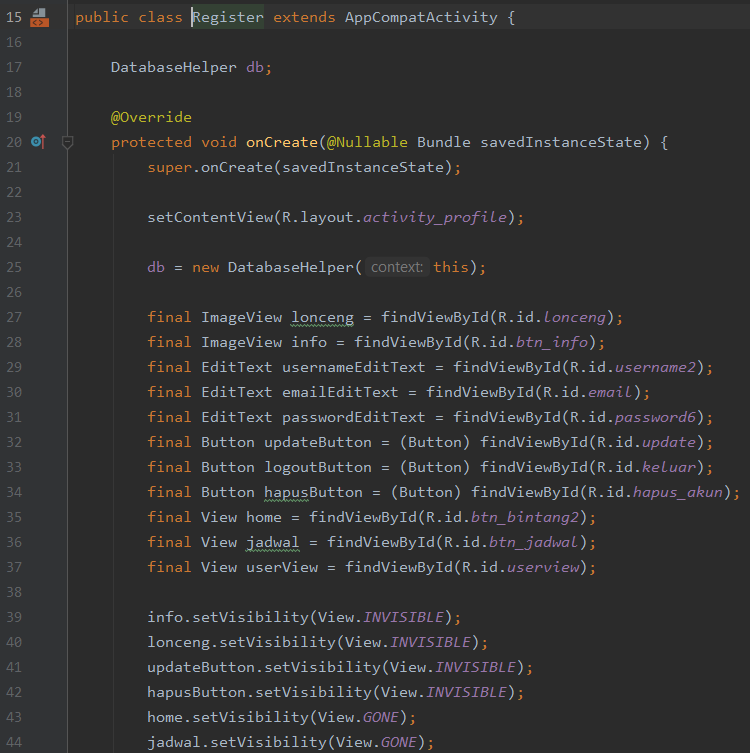 15 public class Register extends AppCompatActivity {
16
17 DatabaseHelper db;
18
19 @Override
20 protected void onCreate(@Nullable Bundle savedInstanceState) {
21 super.onCreate(savedInstanceState);
22
23 setContentView(R.layout.activity_profile);
24
25 db = new DatabaseHelper( context: this);
26
27 final ImageView lonceng = findViewById(R.id.lonceng);
28 final ImageView info = findViewById(R.id.btn_info);
29 final EditText usernameEditText = findViewById(R.id.username2);
30 final EditText emailEditText = findViewById(R.id.email);
31 final EditText passwordEditText = findViewById(R.id.password6);
32 final Button updateButton = (Button) findViewById(R.id.update);
33 final Button logoutButton = (Button) findViewById(R.id.keluar);
34 final Button hapusButton = (Button) findViewById(R.id.hapus_akun);
35 final View home = findViewById(R.id.btn_bintang2);
36 final View jadwal = findViewById(R.id.btn_jadwal);
37 final View userView = findViewById(R.id.userview);
38
39 info.setVisibility(View.INVISIBLE);
40 lonceng.setVisibility(View.INVISIBLE);
41 updateButton.setVisibility(View.INVISIBLE);
42 hapusButton.setVisibility(View.INVISIBLE);
43 home.setVisibility(View.GONE);
44 jadwal.setVisibility(View.GONE);